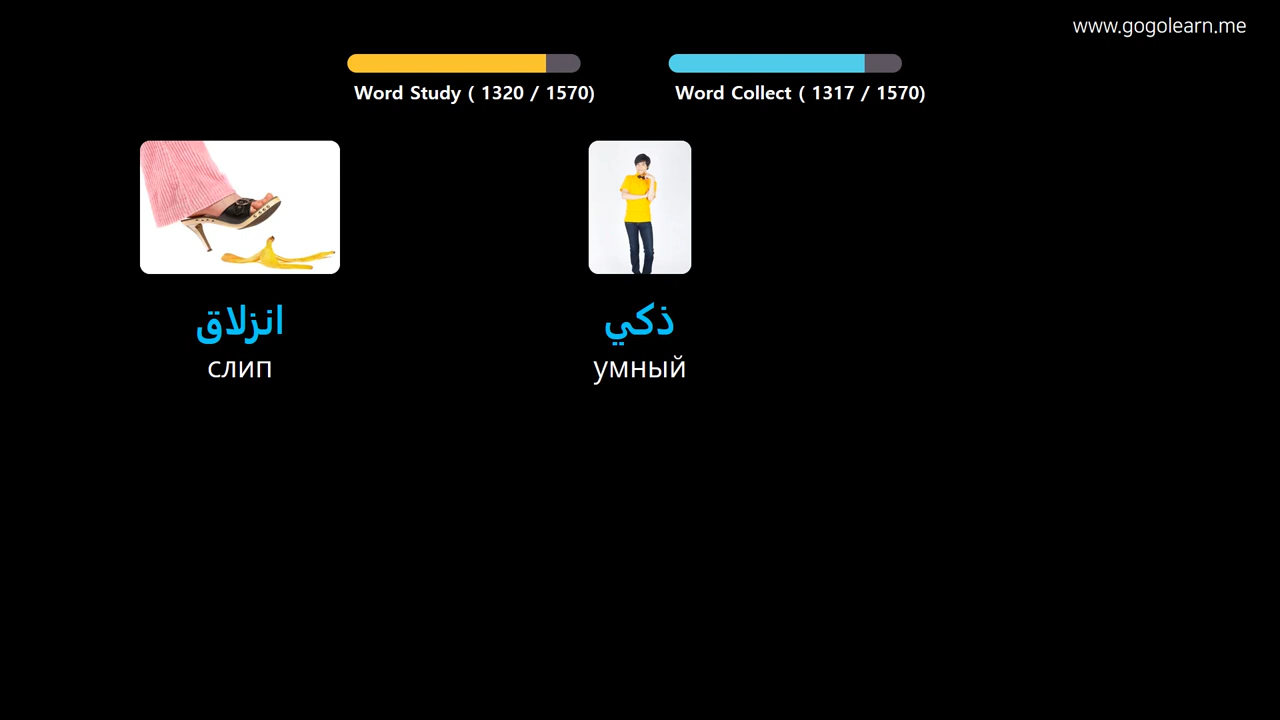 www.gogolearn.me
Word Study ( 1320 / 1570)
Word Collect ( 1317 / 1570)
انزلاق
слип
ذكي
умный